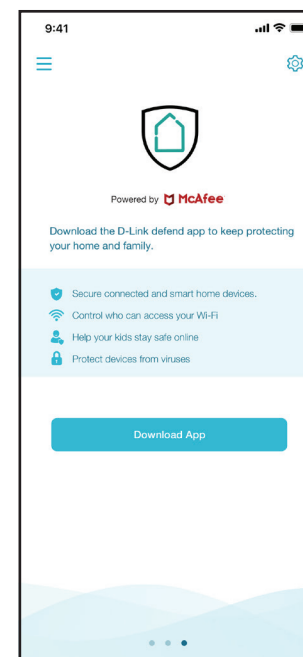 9:41
Powered by McAfee
Download the D-Link defend app to keep protecting
your home and family.
Secure connected and smart home devices.
Control who can access your Wi-Fi
Help your kids stay safe online
Protect devices from viruses
Download App